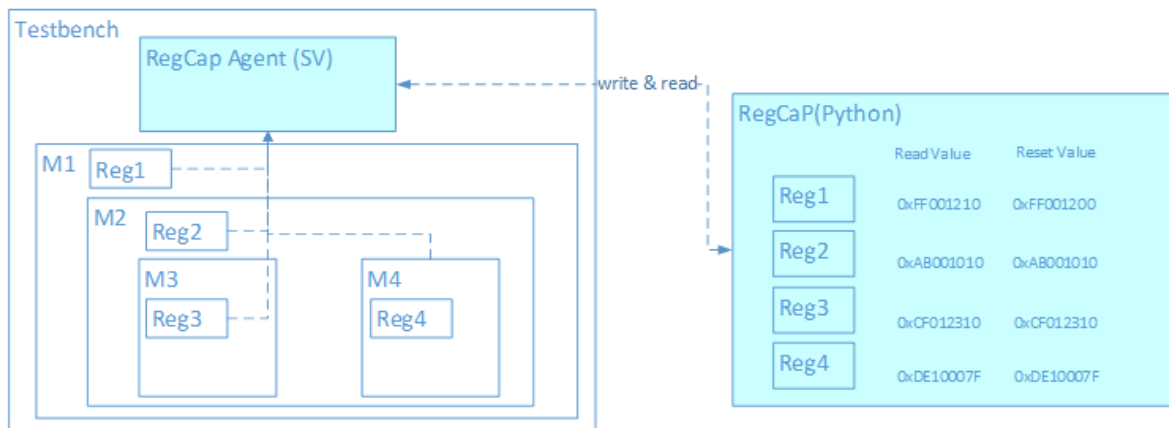 Testbench
RegCap Agent (SV)
write & read
M1
Reg1
M2
Reg2
M3
Reg3
M4
Reg4
RegCaP(Python)
Read Value Reset Value
Reg1 0xFF001210 0xFF001200
Reg2 0xAB001010 0xAB001010
Reg3 0xCF012310 0xCF012310
Reg4 0xDE10007F 0xDE10007F